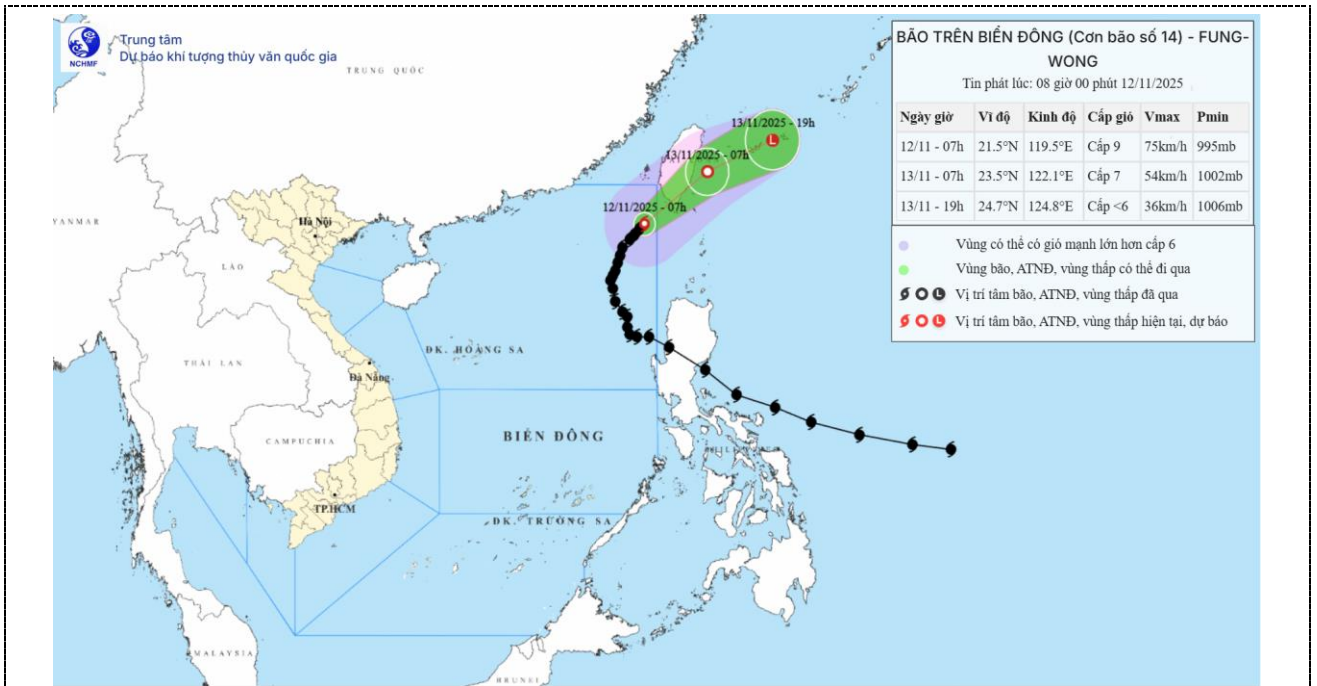 Trung tâm
Dự báo khí tượng thủy văn quốc gia
NCHMF
BÃO TRÊN BIỂN ĐÔNG (Cơn bão số 14) - FUNG-
WONG
Tin phát lúc: 08 giờ 00 phút 12/11/2025
Ngày giờ Vĩ độ Kinh độ Cấp gió Vmax Pmin
12/11 - 07h 21.5°N 119.5°E Cấp 9 75km/h 995mb
13/11 - 07h 23.5°N 122.1°E Cấp 7 54km/h 1002mb
13/11 - 19h 24.7°N 124.8°E Cấp <6 36km/h 1006mb
Vùng có thể có gió mạnh lớn hơn cấp 6
Vùng bão, ATNĐ, vùng thấp có thể đi qua
Vị trí tâm bão, ATNĐ, vùng thấp đã qua
Vị trí tâm bão, ATNĐ, vùng thấp hiện tại, dự báo
TRUNG QUỐC
13/11/2025 - 19h
L
13/11/2025 - 07h
12/11/2025 - 07h
Hà Nội
LÀO
THÁI LAN
ĐK. HOÀNG SA
Đà Nẵng
CAMPUCHIA
BIỂN ĐÔNG
TP.HCM
ĐK. TRƯỜNG SA
MALAYSIA
BRUNEI